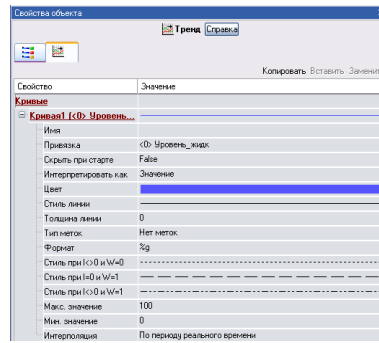 Свойства объекта
Тренд Справка
Копировать Вставить Заменит
Свойство Значение
Кривые
Кривая1 (<0> Уровень...
Имя
Привязка <0> Уровень_жидк
Скрыть при старте False
Интерпретировать как Значение
Цвет
Стиль линии
Толщина линии 0
Тип меток Нет меток
Формат %g
Стиль при I<>0 и W=0
Стиль при I=0 и W=1
Стиль при I<>0 и W=1
Макс. значение 100
Мин. значение 0
Интерполяция По периоду реального времени